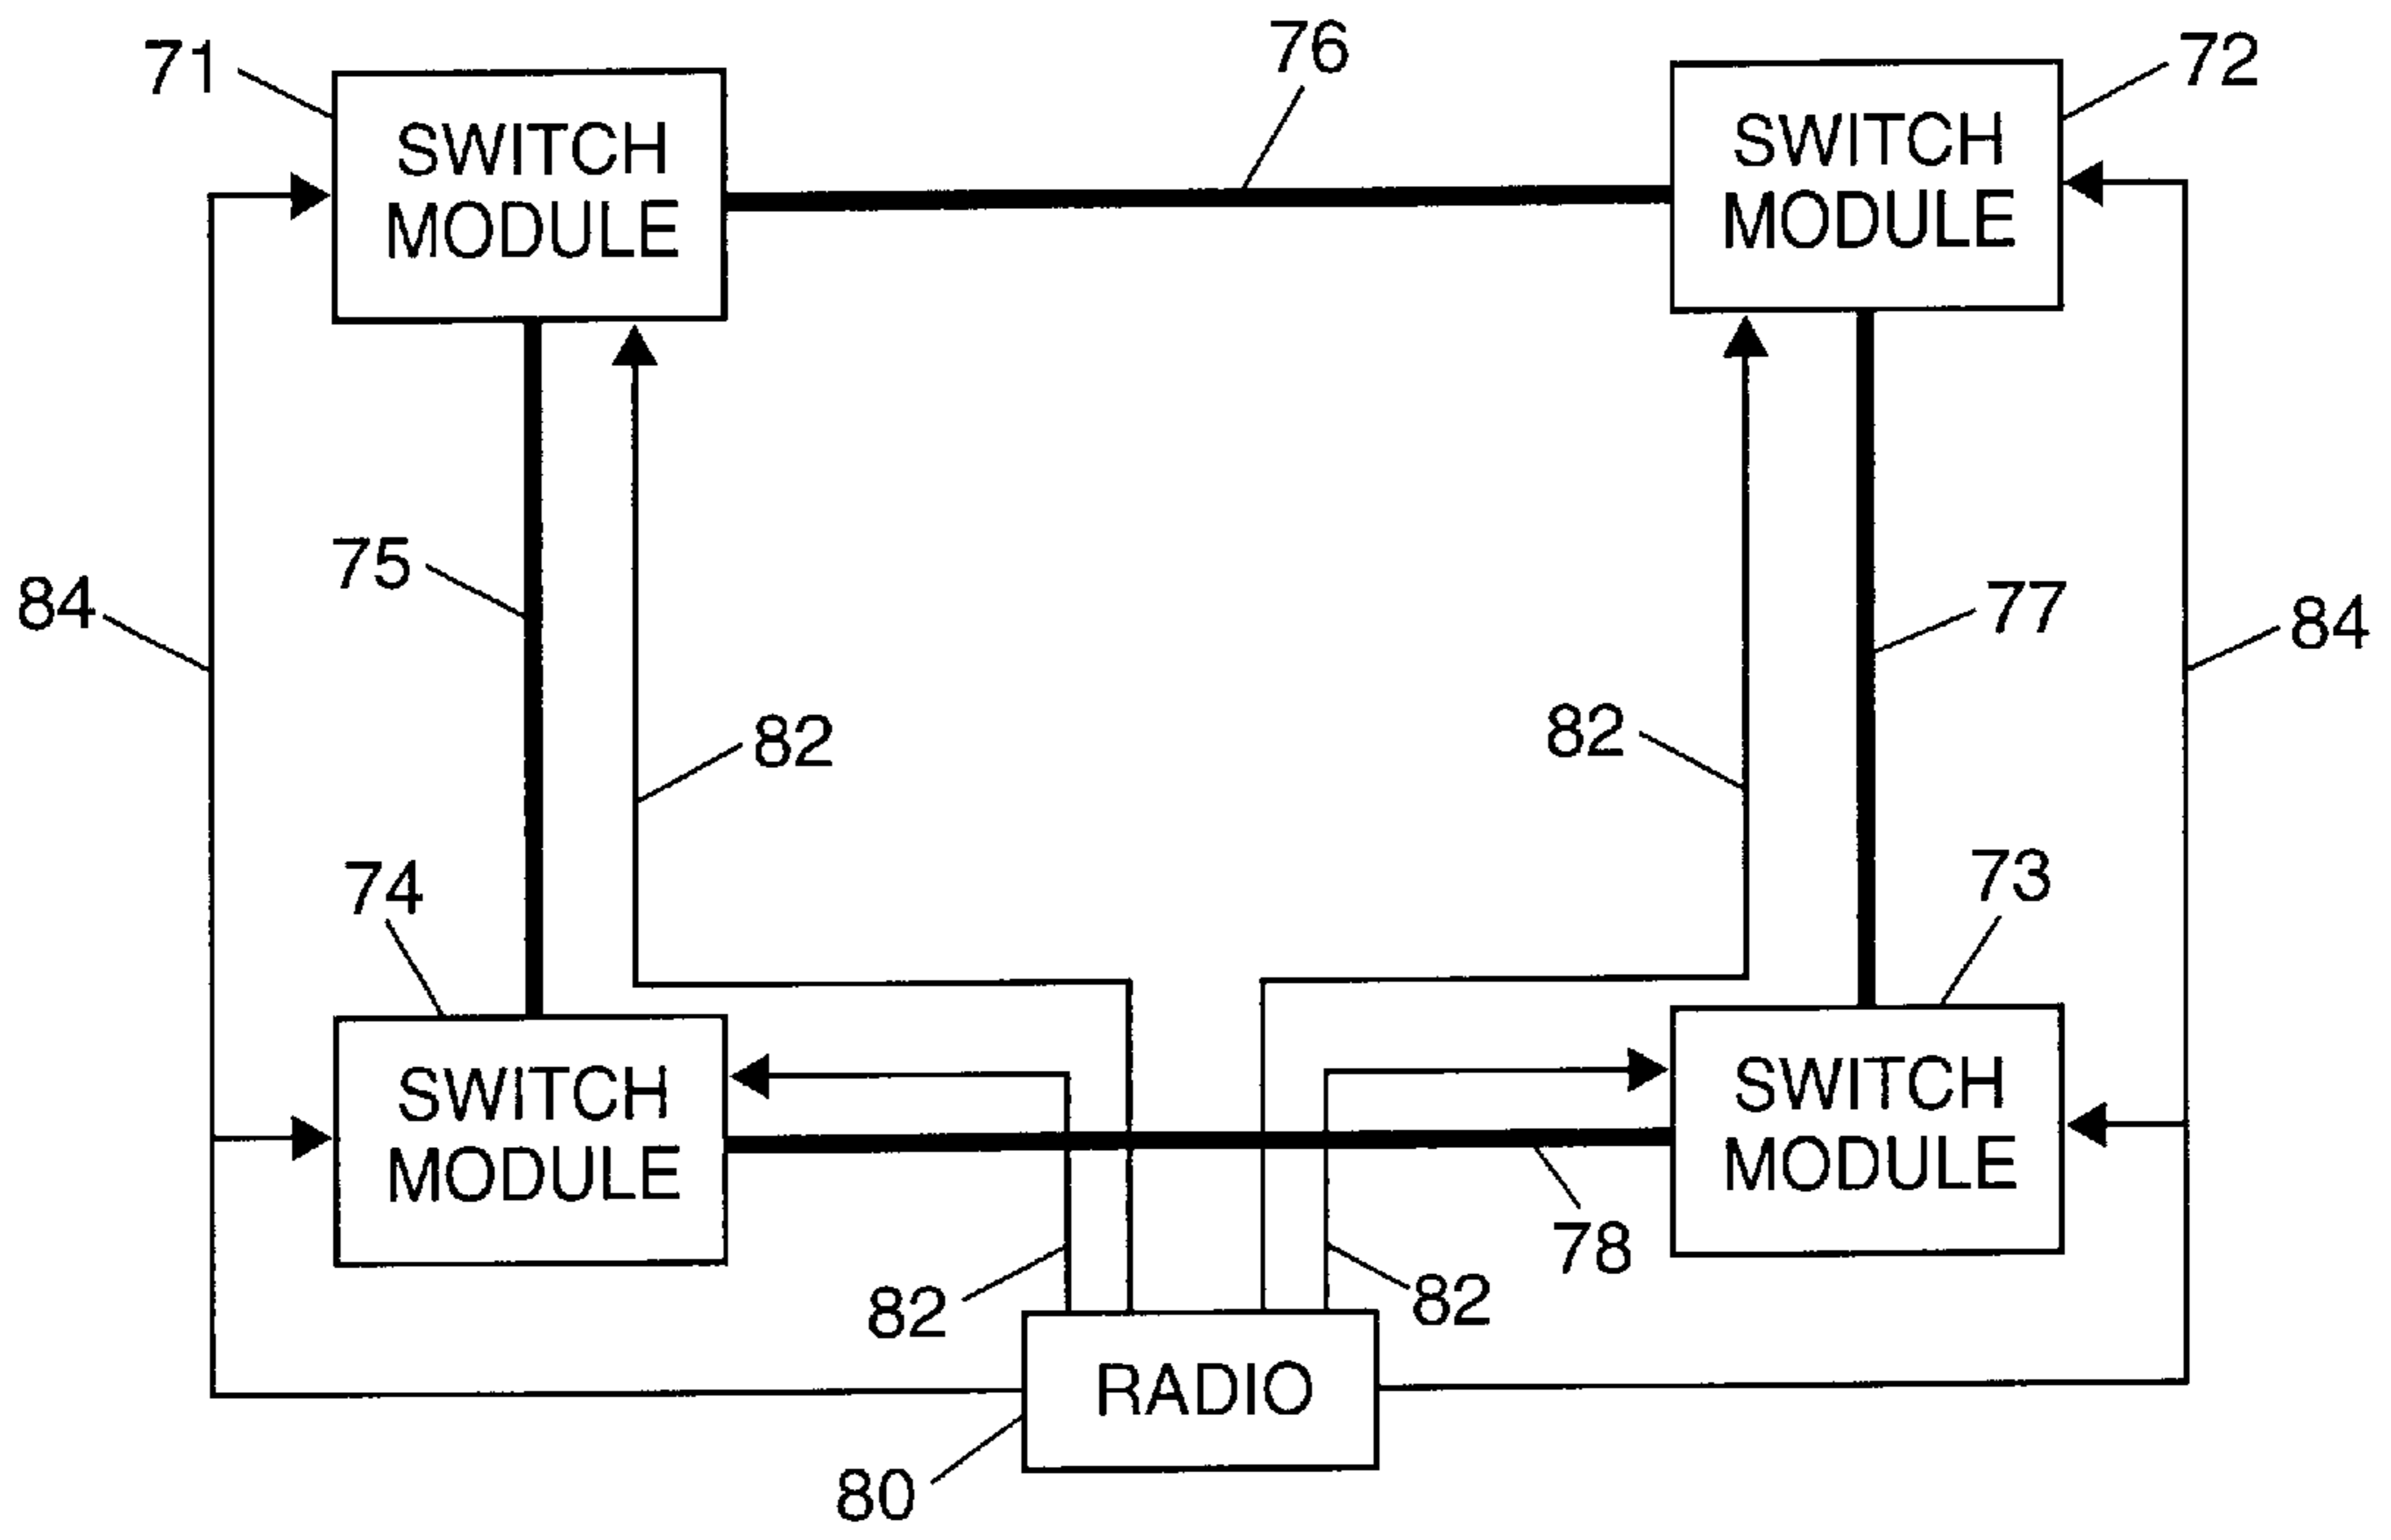 76
71
72
SWITCH
MODULE
SWITCH
MODULE
75
77
84
84
82
82
74
73
SWITCH
MODULE
SWITCH
MODULE
78
82
82
RADIO
80